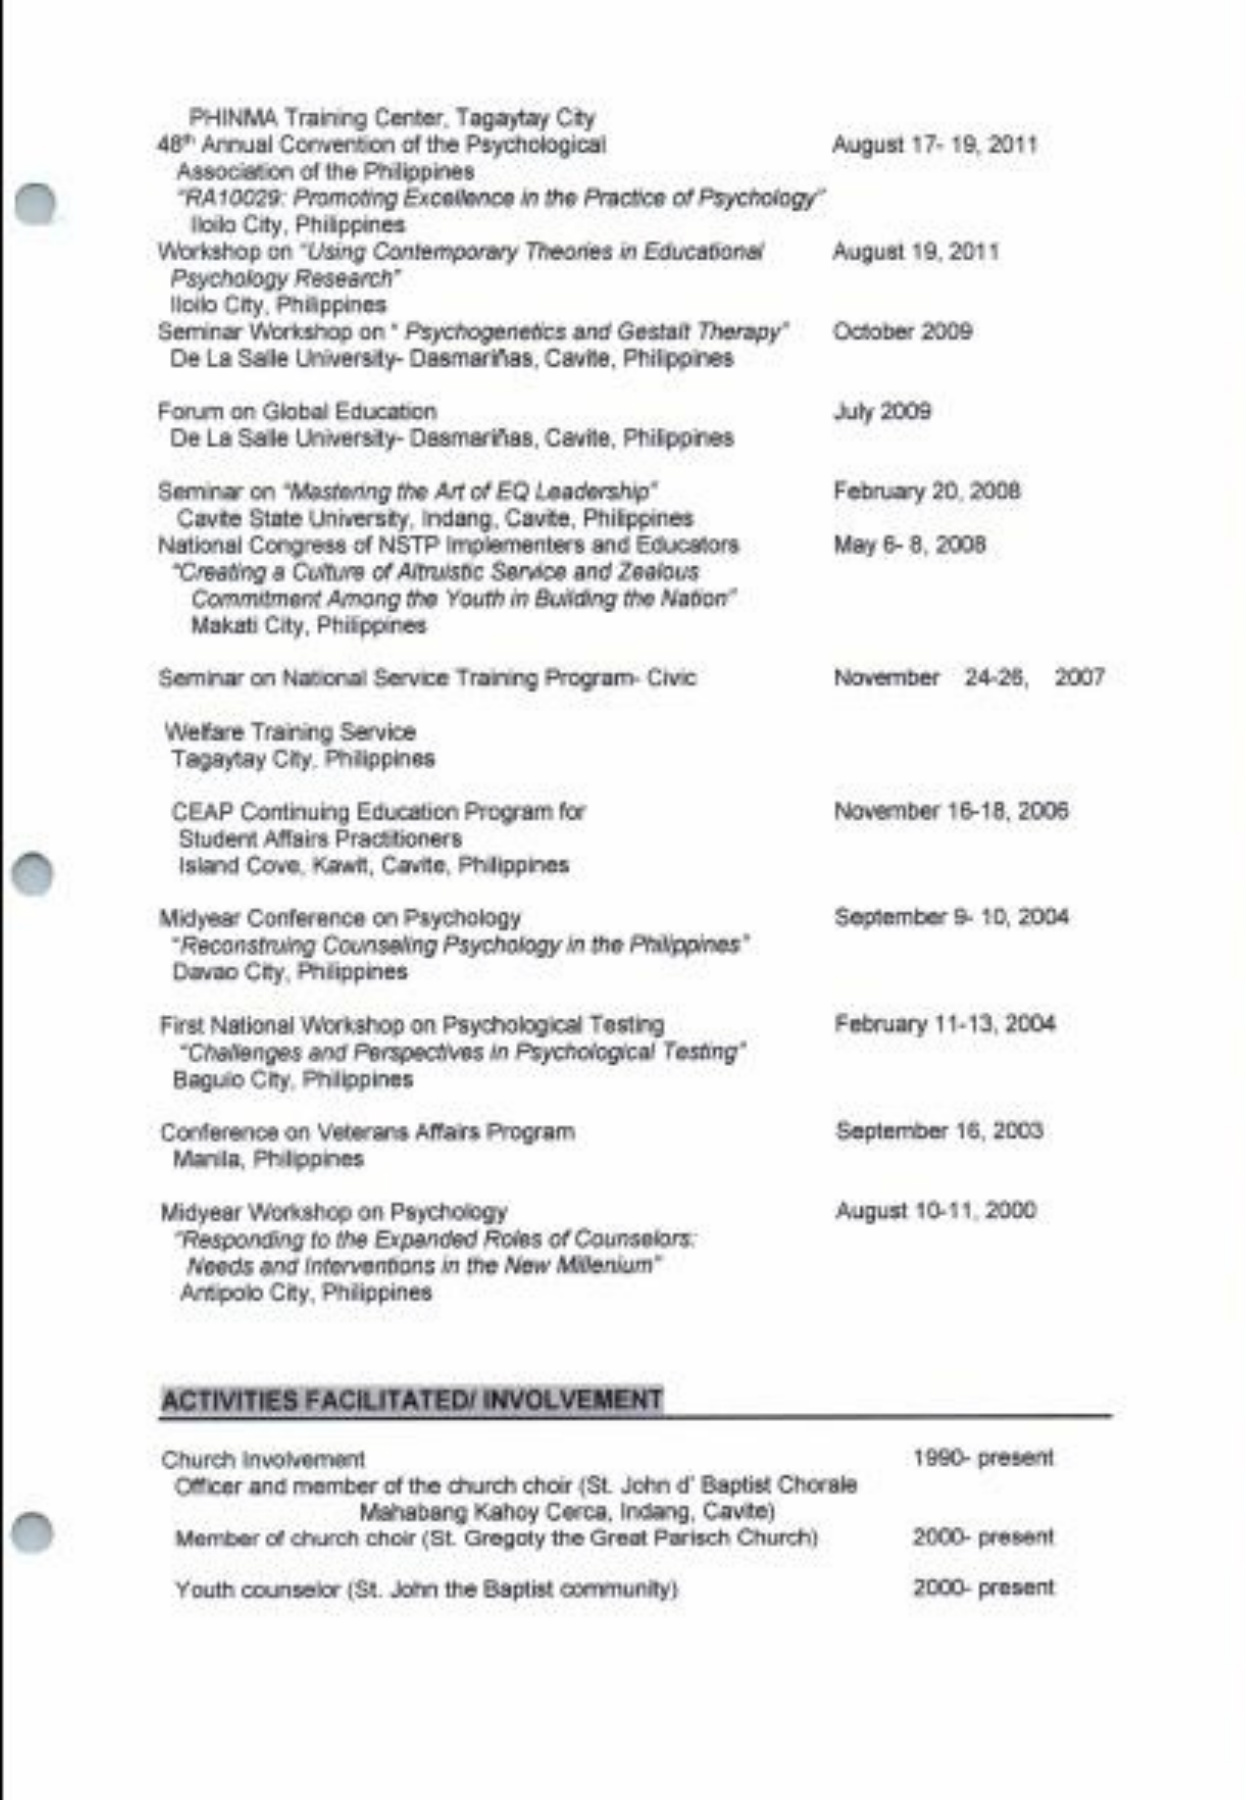 PHINMA Training Center, Tagaytay City
48th Annual Convention of the Psychological August 17- 19, 2011
Association of the Philippines
"RA10029: Promoting Excellence in the Practice of Psychology"
Iloilo City, Philippines
Workshop on "Using Contemporary Theories in Educational August 19, 2011
Psychology Research"
Iloilo City, Philippines
Seminar Workshop on " Psychogenetics and Gestalt Therapy" October 2009
De La Salle University- Dasmariñas, Cavite, Philippines
Forum on Global Education July 2009
De La Salle University- Dasmariñas, Cavite, Philippines
Seminar on "Mastering the Art of EQ Leadership" February 20, 2008
Cavite State University, Indang, Cavite, Philippines
National Congress of NSTP Implementers and Educators May 6- 8, 2008
"Creating a Culture of Altruistic Service and Zealous
Commitment Among the Youth in Building the Nation"
Makati City, Philippines
Seminar on National Service Training Program- Civic November 24-26, 2007
Welfare Training Service
Tagaytay City, Philippines
CEAP Continuing Education Program for November 16-18, 2006
Student Affairs Practitioners
Island Cove, Kawit, Cavite, Philippines
Midyear Conference on Psychology September 9- 10, 2004
"Reconstruing Counseling Psychology in the Philippines"
Davao City, Philippines
First National Workshop on Psychological Testing February 11-13, 2004
"Challenges and Perspectives in Psychological Testing"
Baguio City, Philippines
Conference on Veterans Affairs Program September 16, 2003
Manila, Philippines
Midyear Workshop on Psychology August 10-11, 2000
"Responding to the Expanded Roles of Counselors:
Needs and Interventions in the New Millenium"
Antipolo City, Philippines
ACTIVITIES FACILITATED/ INVOLVEMENT
Church Involvement 1990- present
Officer and member of the church choir (St. John d' Baptist Chorale
Mahabang Kahoy Cerca, Indang, Cavite)
Member of church choir (St. Gregoty the Great Parisch Church) 2000- present
Youth counselor (St. John the Baptist community) 2000- present